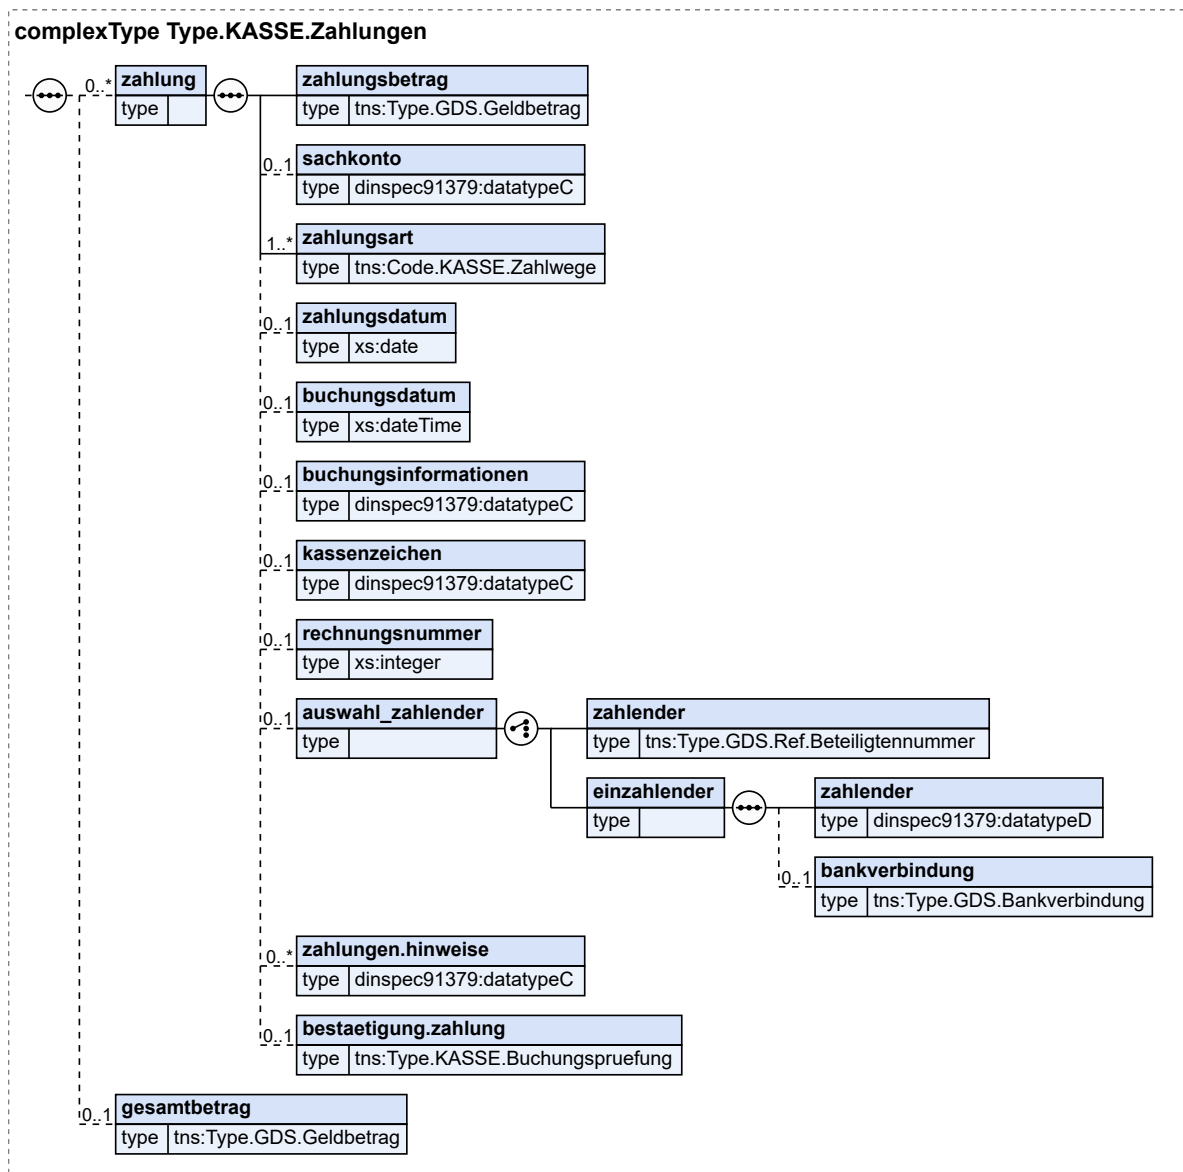 complexType Type.KASSE.Zahlungen
0..* zahlung
type
zahlungsbetrag
type tns:Type.GDS.Geldbetrag
0..1 sachkonto
type dinspec91379:datatypeC
1..* zahlungsart
type tns:Code.KASSE.Zahlwege
0..1 zahlungsdatum
type xs:date
0..1 buchungsdatum
type xs:dateTime
0..1 buchungsinformationen
type dinspec91379:datatypeC
0..1 kassenzeichen
type dinspec91379:datatypeC
0..1 rechnungsnummer
type xs:integer
0..1 auswahl_zahlender
type
zahlender
type tns:Type.GDS.Ref.Beteiligtennummer
einzahlender
type
zahlender
type dinspec91379:datatypeD
0..1 bankverbindung
type tns:Type.GDS.Bankverbindung
0..* zahlungen.hinweise
type dinspec91379:datatypeC
0..1 bestaetigung.zahlung
type tns:Type.KASSE.Buchungspruefung
0..1 gesamtbetrag
type tns:Type.GDS.Geldbetrag